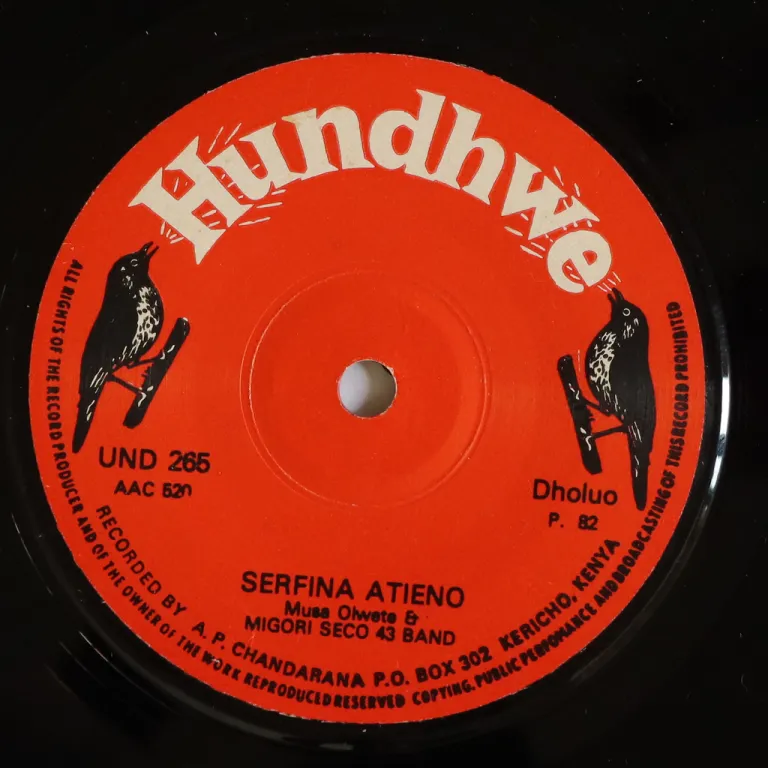 Hundhwe
UND 265
AAC 520
Dholuo
P. 82
SERFINA ATIENO
Musa Olwete &
MIGORI SECO 43 BAND
RECORDED BY A. P. CHANDARANA P.O. BOX 302 KERICHO, KENYA
ALL RIGHTS OF THE RECORD PRODUCER AND OF THE OWNER OF THE WORK REPRODUCED RESERVED COPYING, PUBLIC PERFOMANCE AND BROADCASTING OF THIS RECORD PROHIBITED